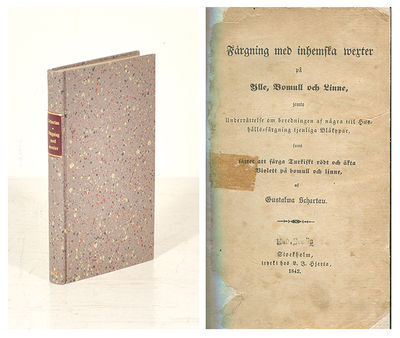 Färgning med inhemska wexter
på
Ylle, Bomull och Linne,
jemte
Underrättelse om beredningen af några till Hus-
hålls-färgning tjenliga Blåkypar.
samt
sättet att färga Turkiskt rödt och äkta
Violett på bomull och linne,
af
Gustafwa Schartau.
Stockholm,
tryckt hos L. J. Hjerta,
1842.